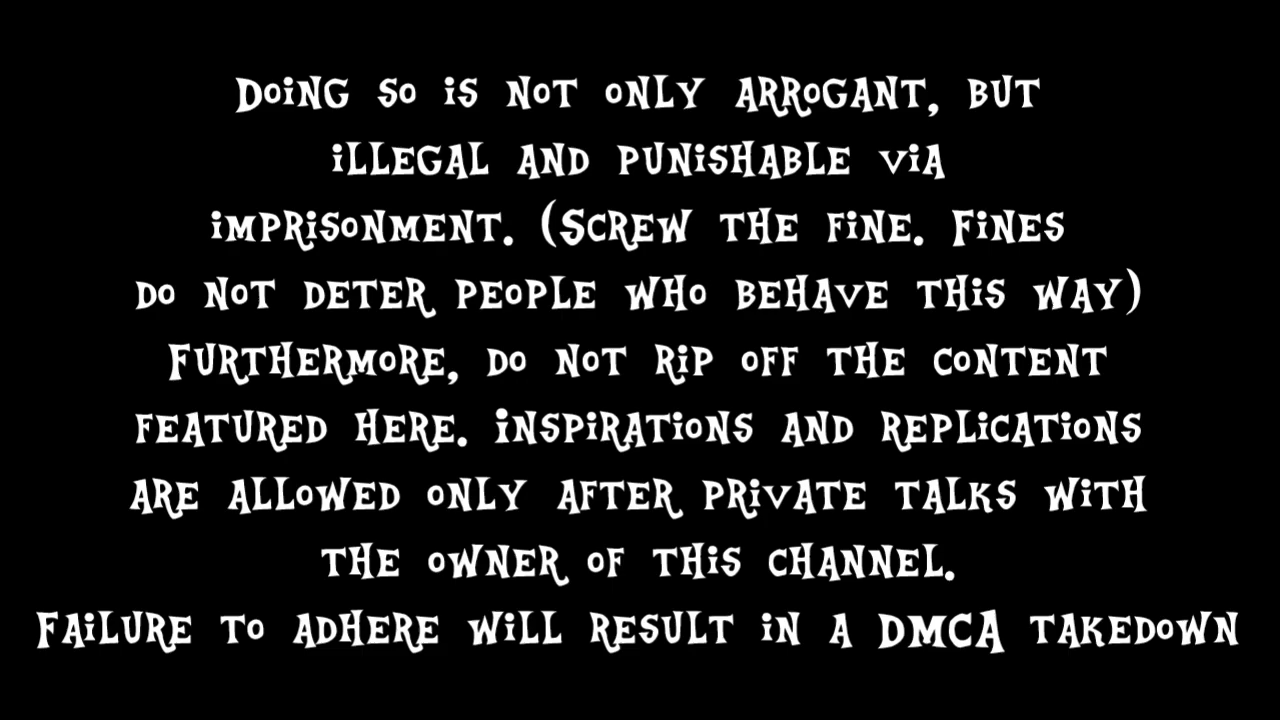 Doing so is not only arrogant, but
illegal and punishable via
imprisonment. (Screw the fine. Fines
do not deter people who behave this way)
Furthermore, do not rip off the content
featured here. Inspirations and replications
are allowed only after private talks with
the owner of this channel.
Failure to adhere will result in a DMCA takedown